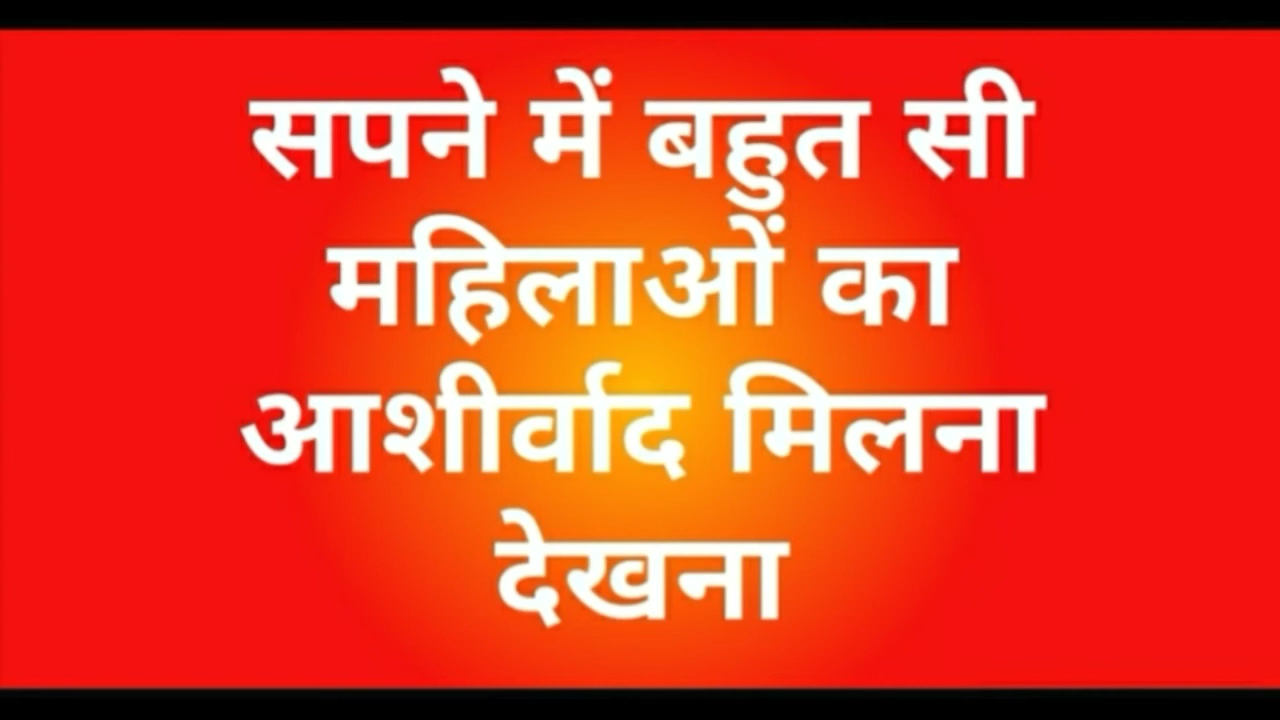 सपने में बहुत सी
महिलाओं का
आशीर्वाद मिलना
देखना